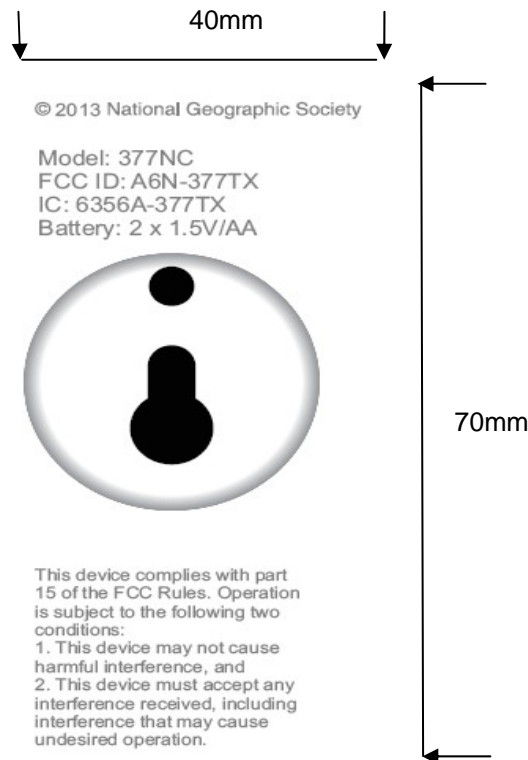 40mm
© 2013 National Geographic Society
Model: 377NC
FCC ID: A6N-377TX
IC: 6356A-377TX
Battery: 2 x 1.5V/AA
70mm
This device complies with part
15 of the FCC Rules. Operation
is subject to the following two
conditions:
1. This device may not cause
harmful interference, and
2. This device must accept any
interference received, including
interference that may cause
undesired operation.